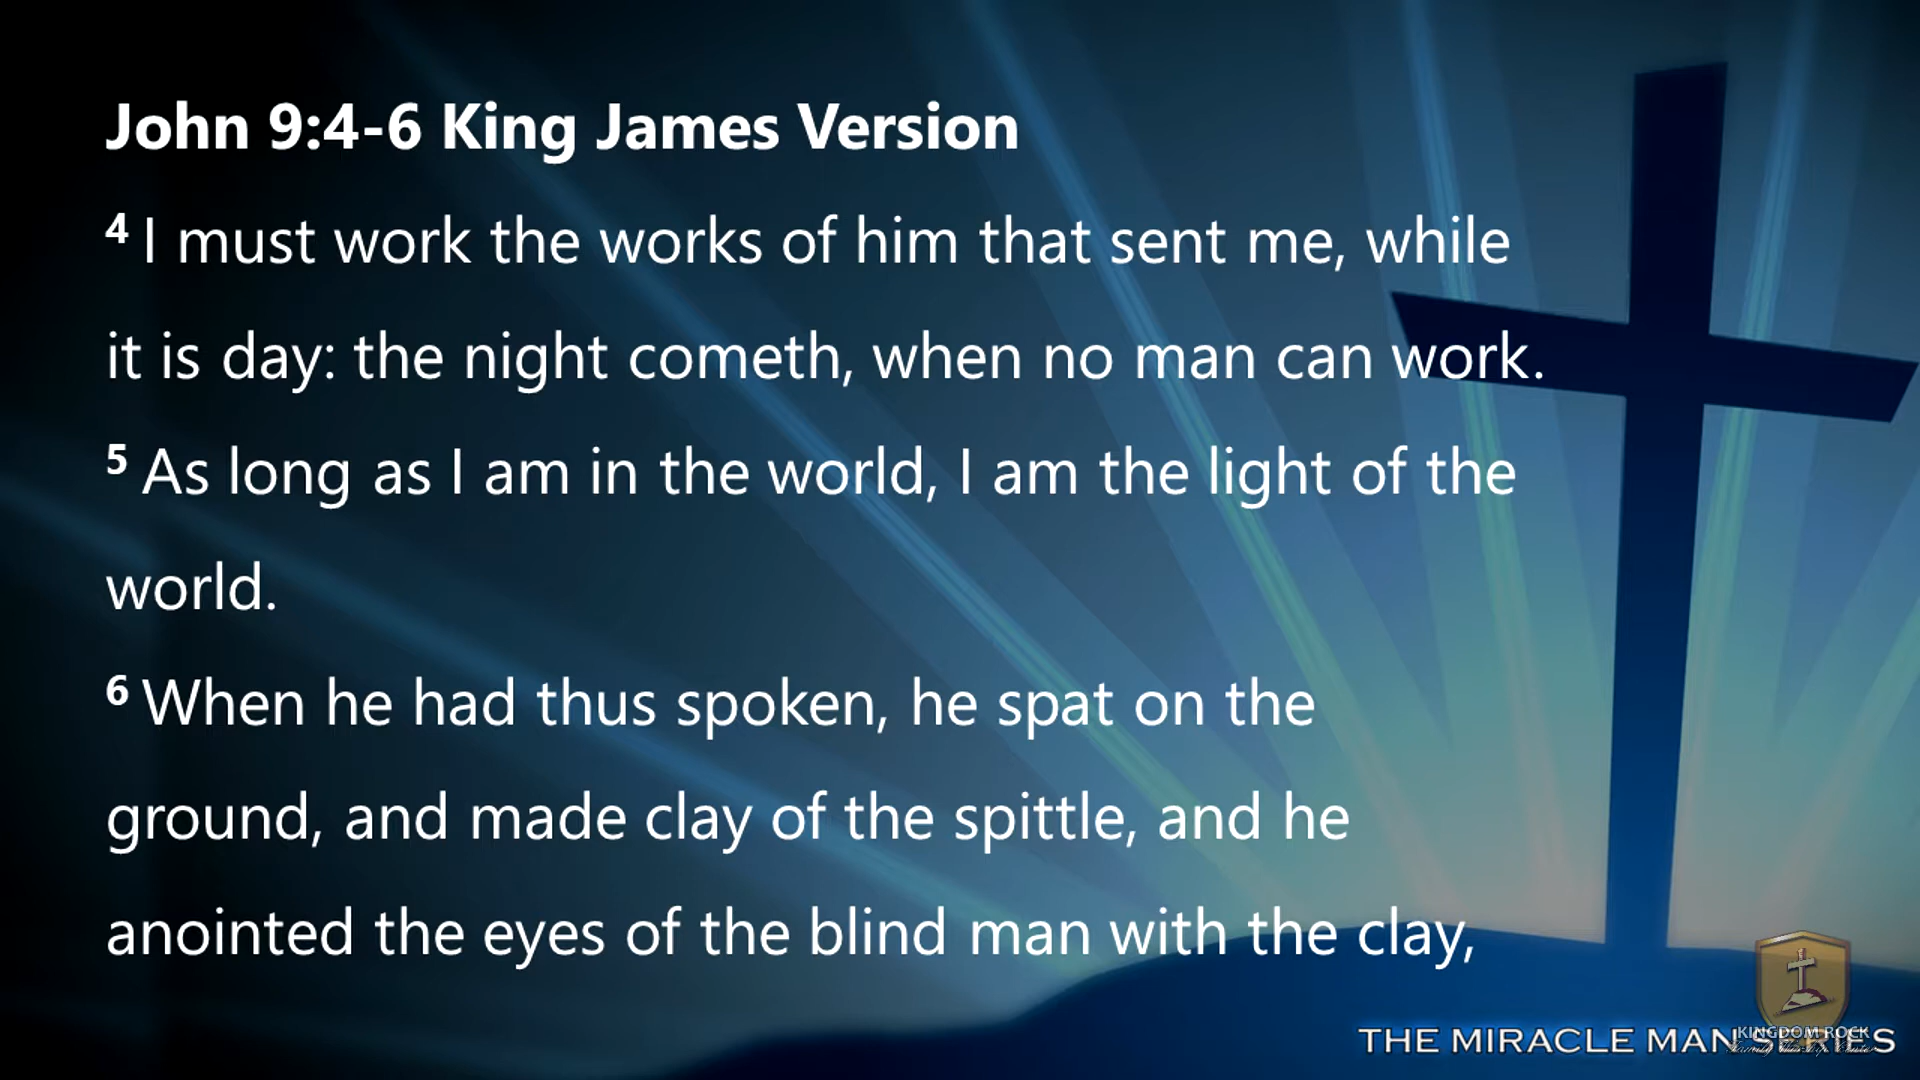 John 9:4-6 King James Version
4 I must work the works of him that sent me, while
it is day: the night cometh, when no man can work.
5 As long as I am in the world, I am the light of the
world.
6 When he had thus spoken, he spat on the
ground, and made clay of the spittle, and he
anointed the eyes of the blind man with the clay,
KINGDOM ROCK
THE MIRACLE MAN SERIES